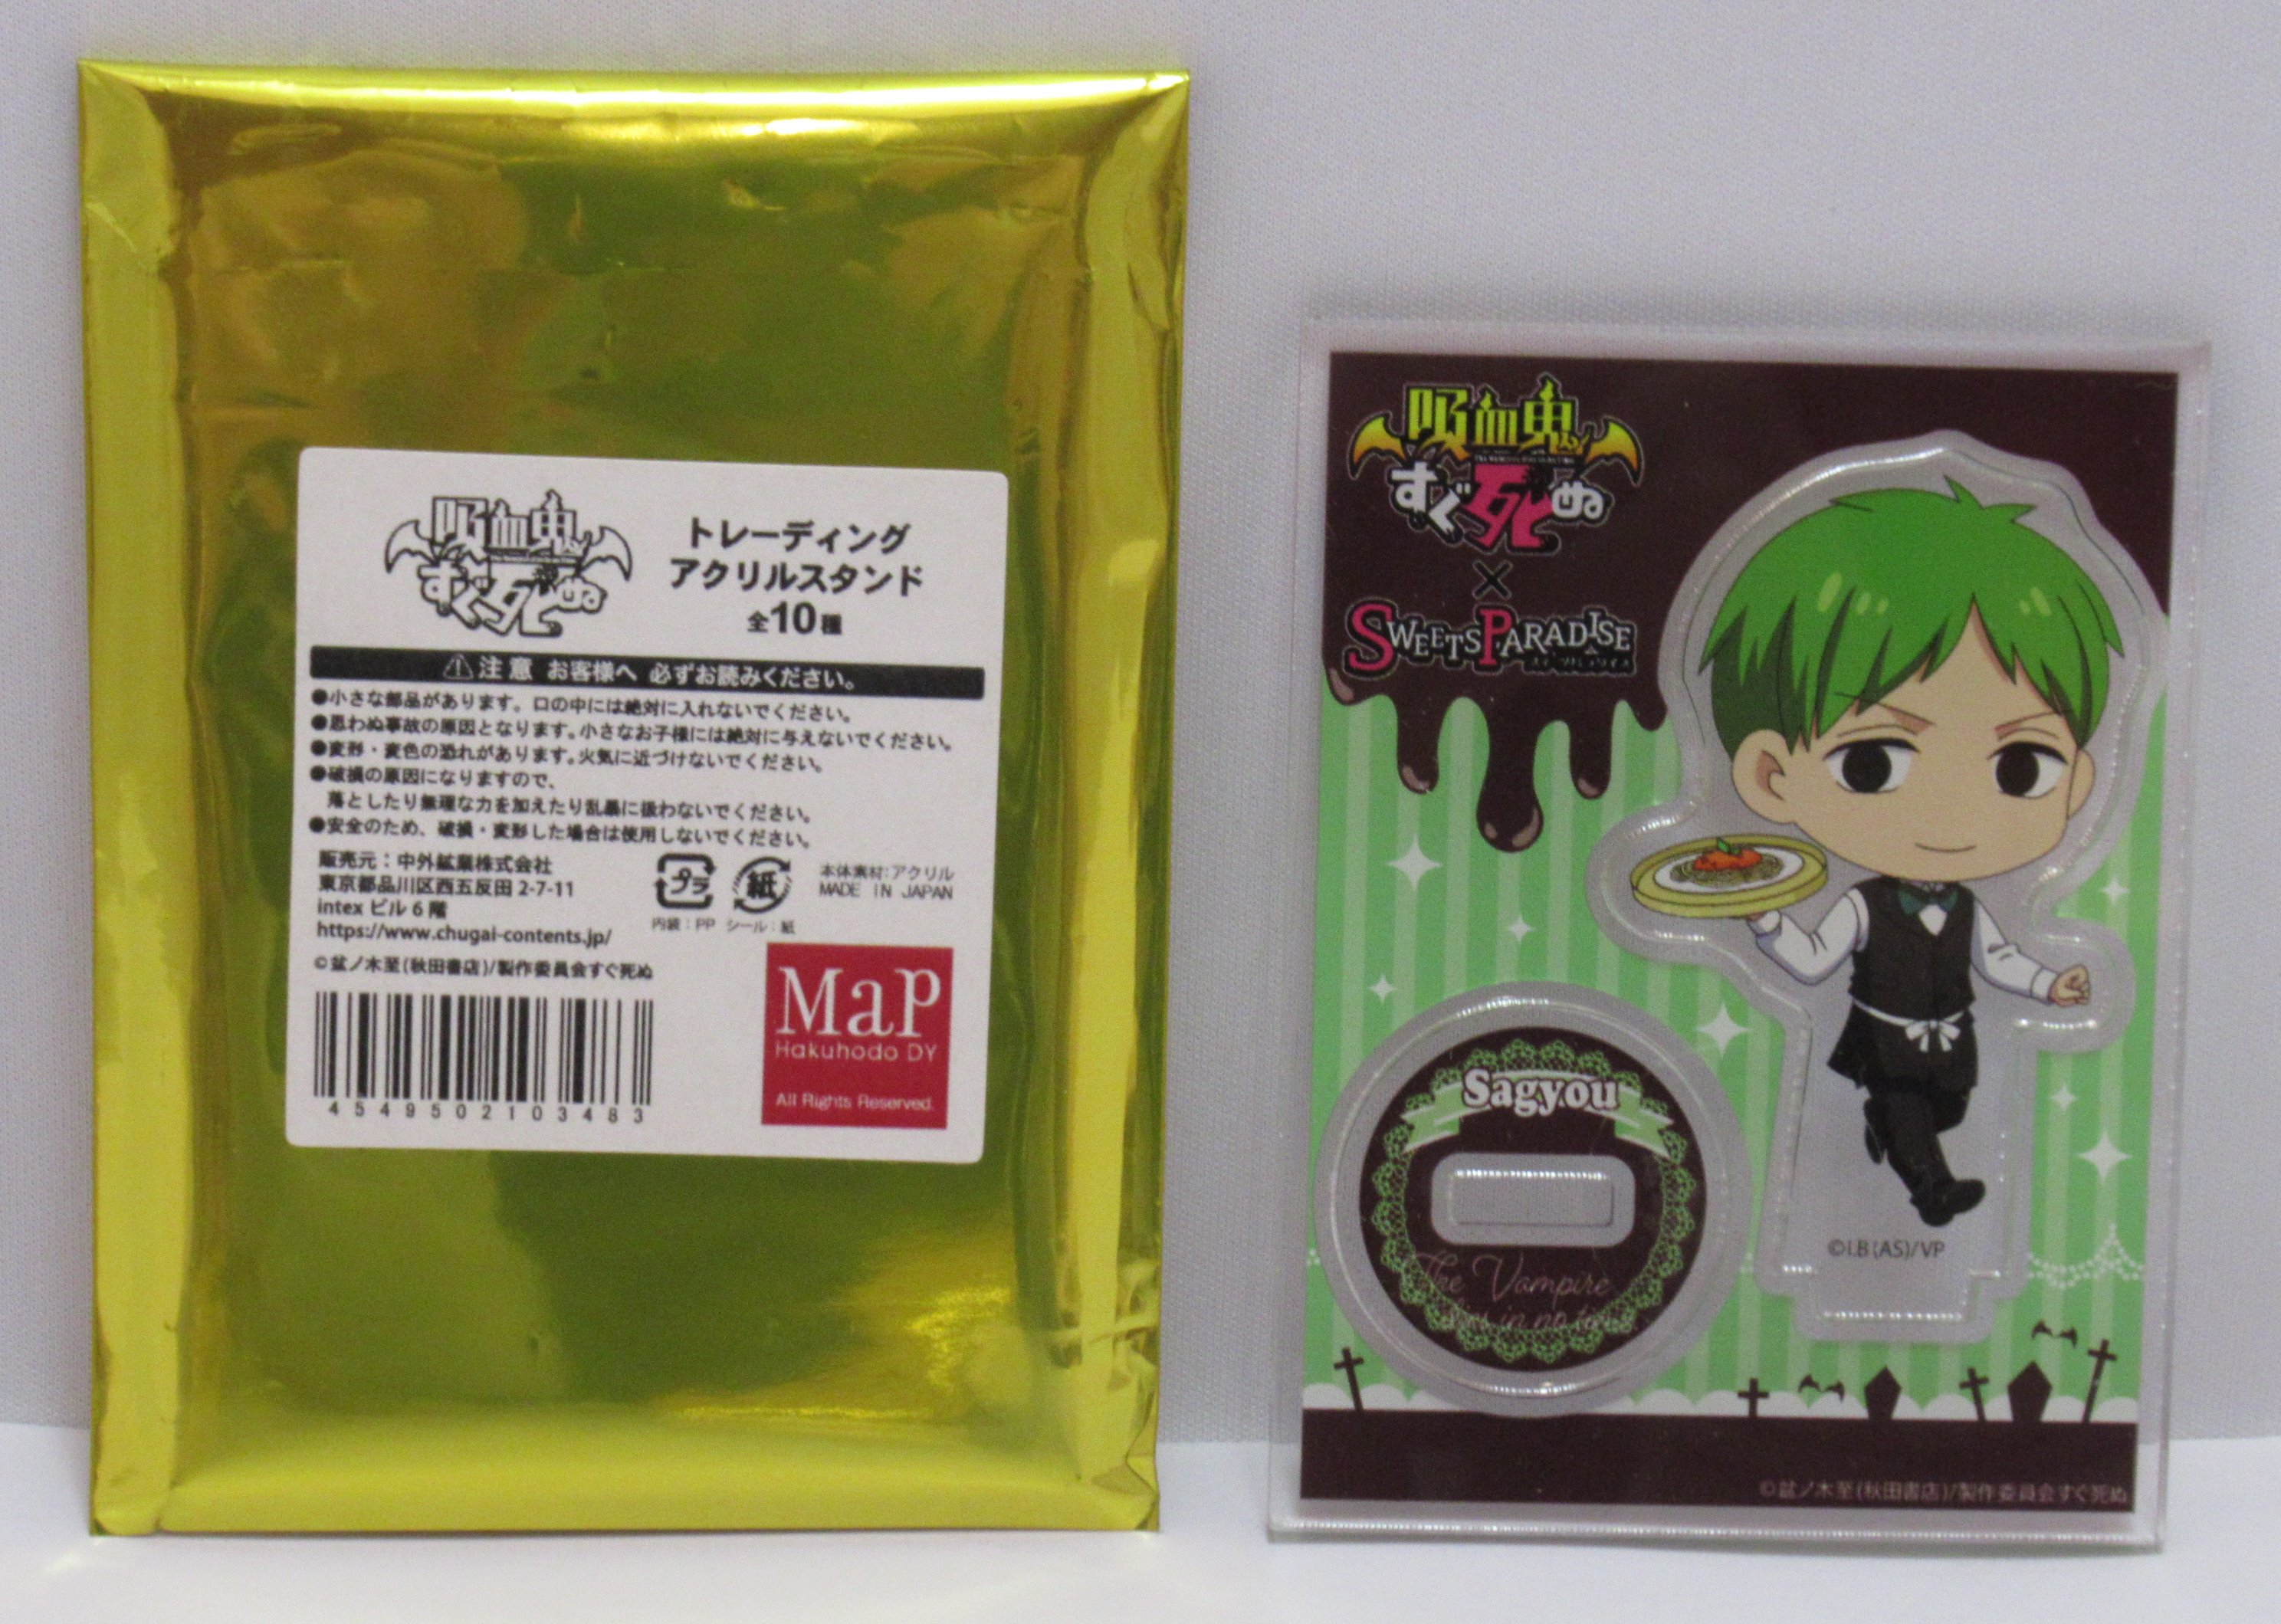 吸血鬼
すぐ死ぬ
トレーディング
アクリルスタンド
全10種
注意 お客様へ 必ずお読みください。
●小さな部品があります。口の中には絶対に入れないでください。
●思わぬ事故の原因となります。小さなお子様には絶対に与えないでください。
●変形・変色の恐れがあります。火気に近づけないでください。
●破損の原因になりますので、
落としたり無理な力を加えたり乱暴に扱わないでください。
●安全のため、破損・変形した場合は使用しないでください。
販売元：中外鉱業株式会社
東京都品川区西五反田 2-7-11
intex ビル 6 階
https://www.chugai-contents.jp/
プラ
紙
内袋：PP シール：紙
本体素材：アクリル
MADE IN JAPAN
©盆ノ木至(秋田書店)/製作委員会すぐ死ぬ
4549502103483
MaP
Hakuhodo DY
All Rights Reserved.
吸血鬼
すぐ死ぬ
×
SWEETS PARADISE
スイーツパラダイス
Sagyou
The Vampire
dies in no time
©I.B(AS)/VP
©盆ノ木至(秋田書店)/製作委員会すぐ死ぬ